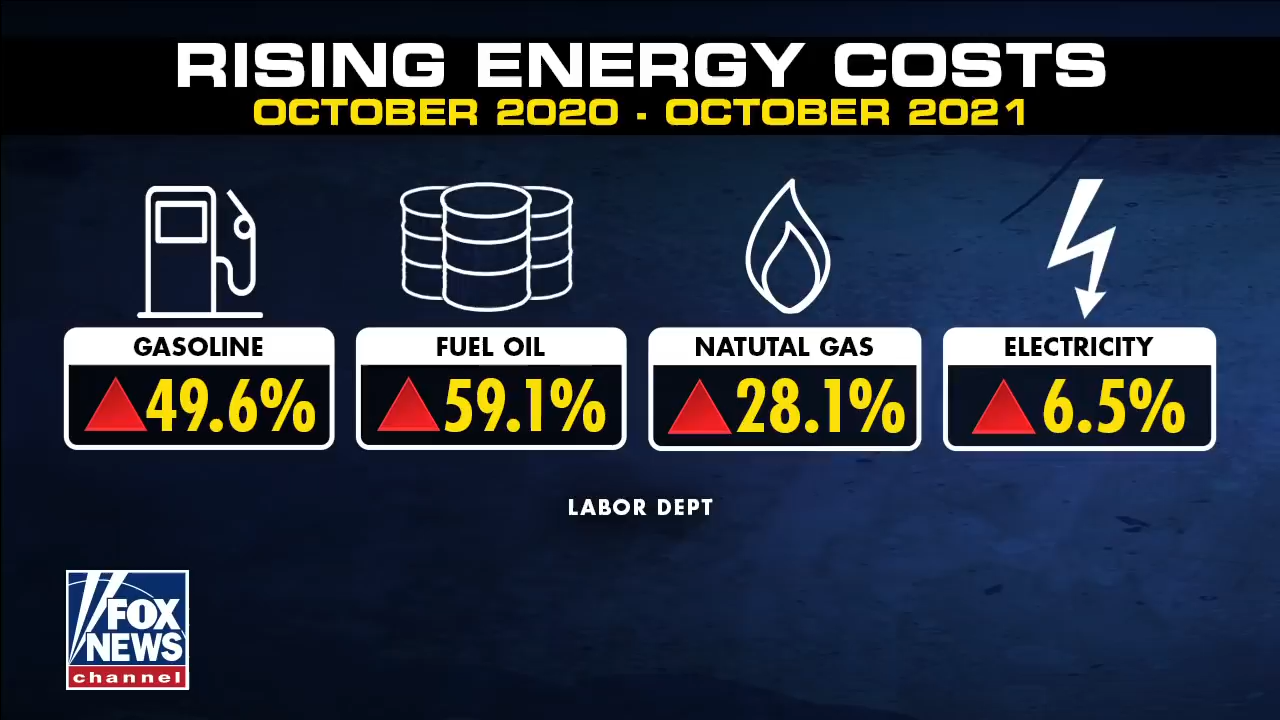 RISING ENERGY COSTS
OCTOBER 2020 - OCTOBER 2021
GASOLINE
49.6%
FUEL OIL
59.1%
NATUTAL GAS
28.1%
ELECTRICITY
6.5%
LABOR DEPT
FOX
NEWS
channel